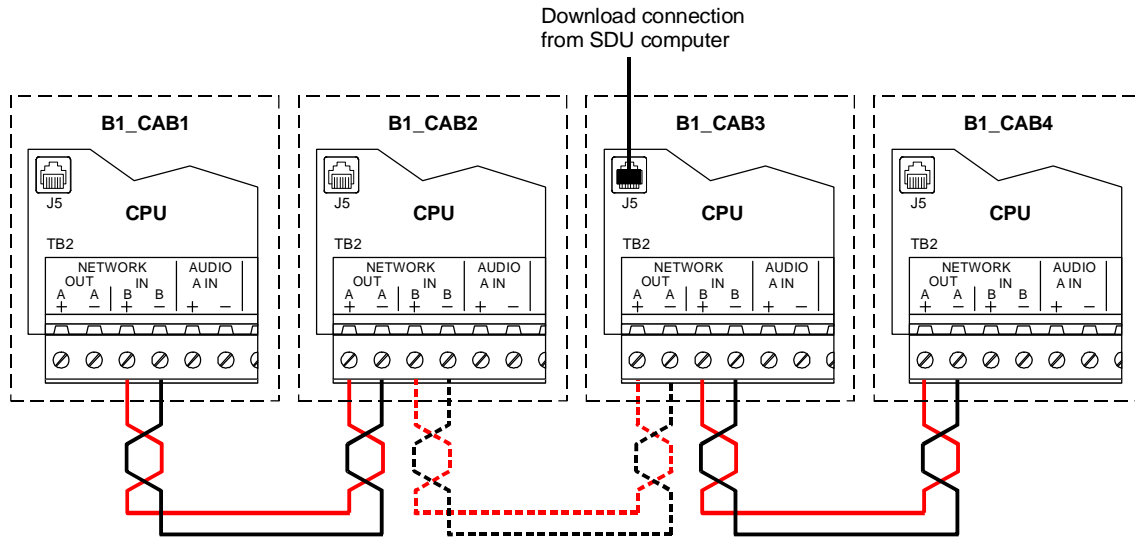 Download connection
from SDU computer
B1_CAB1
J5
CPU
TB2
NETWORK
AUDIO
OUT
IN
A IN
A
A
B
B
+
−
+
−
+
−
B1_CAB2
J5
CPU
TB2
NETWORK
AUDIO
OUT
IN
A IN
A
A
B
B
+
−
+
−
+
−
B1_CAB3
J5
CPU
TB2
NETWORK
AUDIO
OUT
IN
A IN
A
A
B
B
+
−
+
−
+
−
B1_CAB4
J5
CPU
TB2
NETWORK
AUDIO
OUT
IN
A IN
A
A
B
B
+
−
+
−
+
−